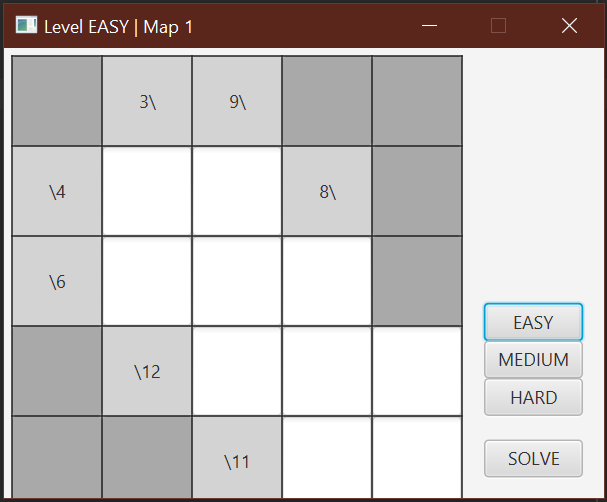 Level EASY | Map 1
3\
9\
\4
8\
\6
\12
\11
EASY
MEDIUM
HARD
SOLVE